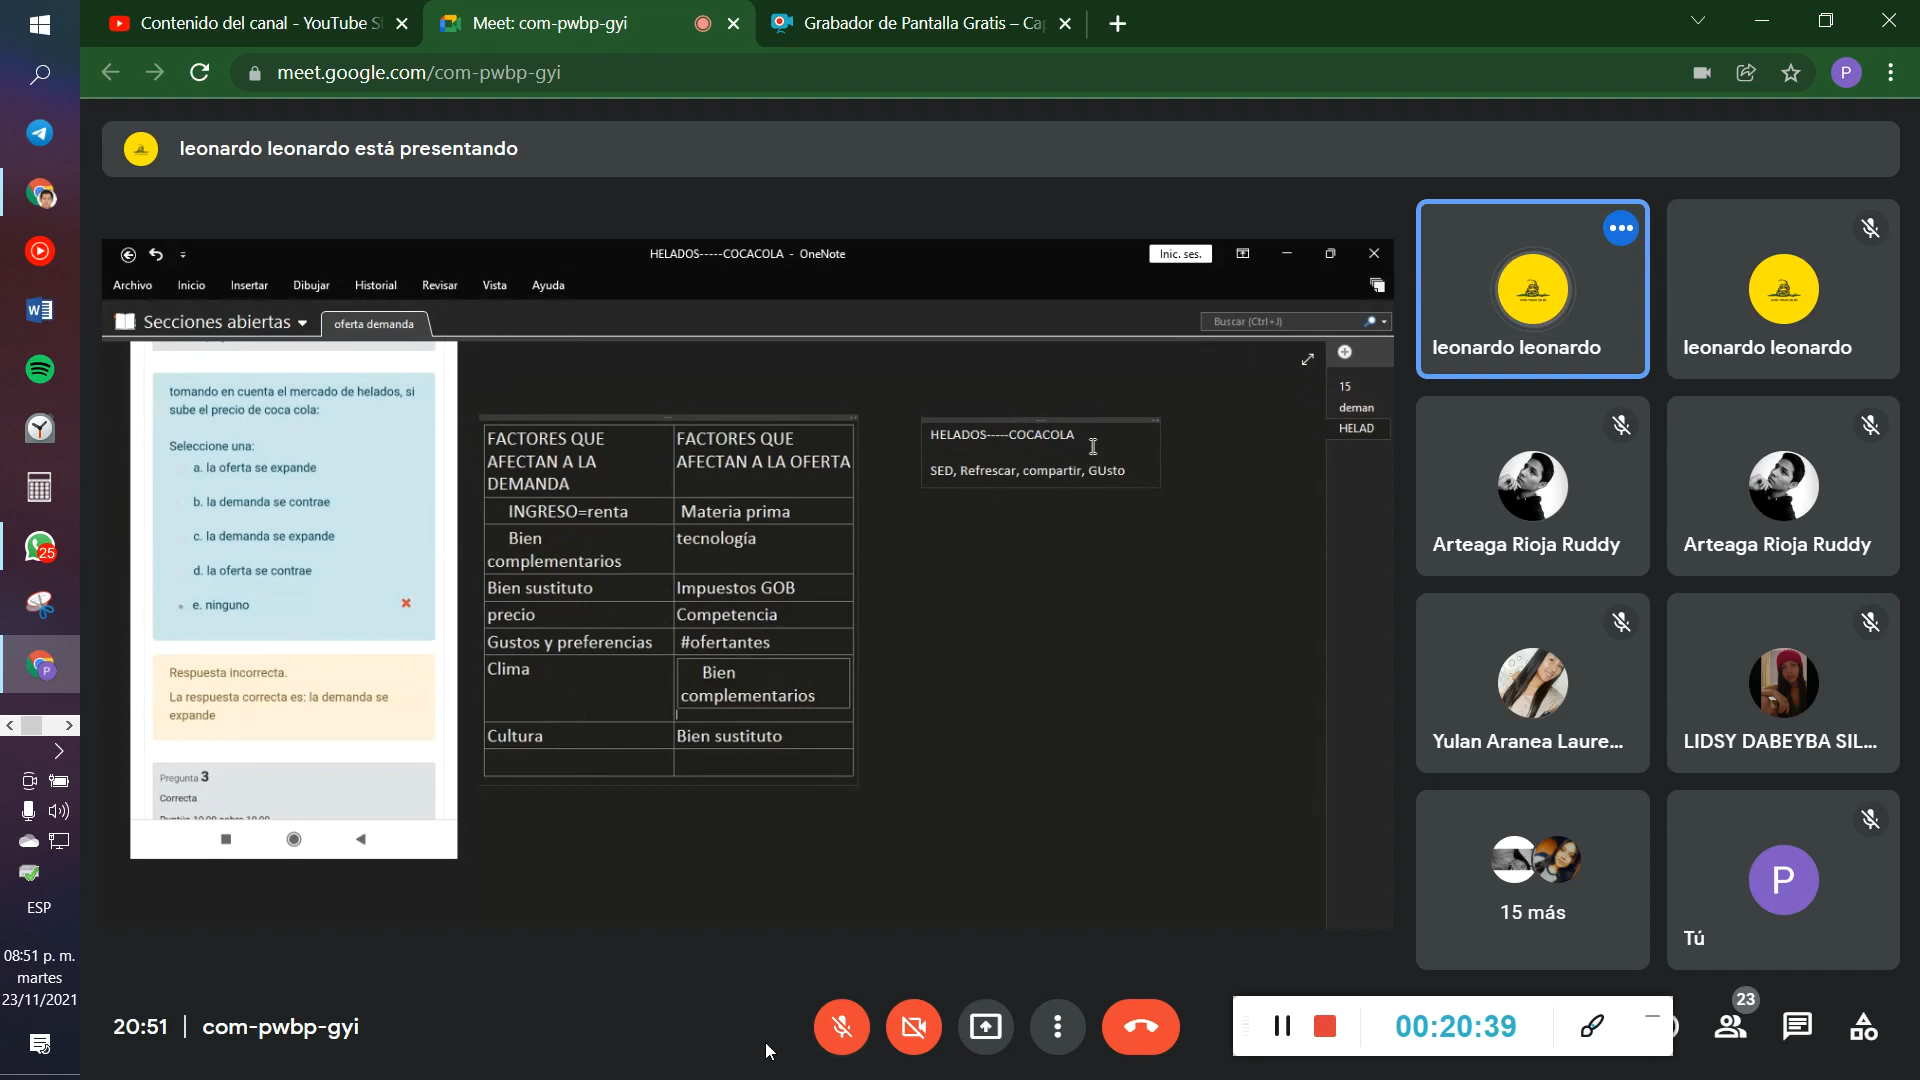 Contenido del canal - YouTube S
Meet: com-pwbp-gyi
Grabador de Pantalla Gratis – Ca
meet.google.com/com-pwbp-gyi
P
leonardo leonardo está presentando
HELADOS-----COCACOLA - OneNote
Inic. ses.
Archivo Inicio Insertar Dibujar Historial Revisar Vista Ayuda
Secciones abiertas
oferta demanda
Buscar (Ctrl+J)
15
deman
HELAD
tomando en cuenta el mercado de helados, si
sube el precio de coca cola:
Seleccione una:
a. la oferta se expande
b. la demanda se contrae
c. la demanda se expande
d. la oferta se contrae
e. ninguno
Respuesta incorrecta.
La respuesta correcta es: la demanda se
expande
Pregunta 3
Correcta
FACTORES QUE
AFECTAN A LA
DEMANDA
FACTORES QUE
AFECTAN A LA OFERTA
INGRESO=renta
Materia prima
Bien
complementarios
tecnología
Bien sustituto
Impuestos GOB
precio
Competencia
Gustos y preferencias
#ofertantes
Clima
Bien
complementarios
Cultura
Bien sustituto
HELADOS-----COCACOLA
SED, Refrescar, compartir, GUsto
leonardo leonardo
leonardo leonardo
Arteaga Rioja Ruddy
Arteaga Rioja Ruddy
Yulan Aranea Laure...
LIDSY DABEYBA SIL...
15 más
P
Tú
25
P
ESP
08:51 p. m.
martes
23/11/2021
20:51 | com-pwbp-gyi
00:20:39
23